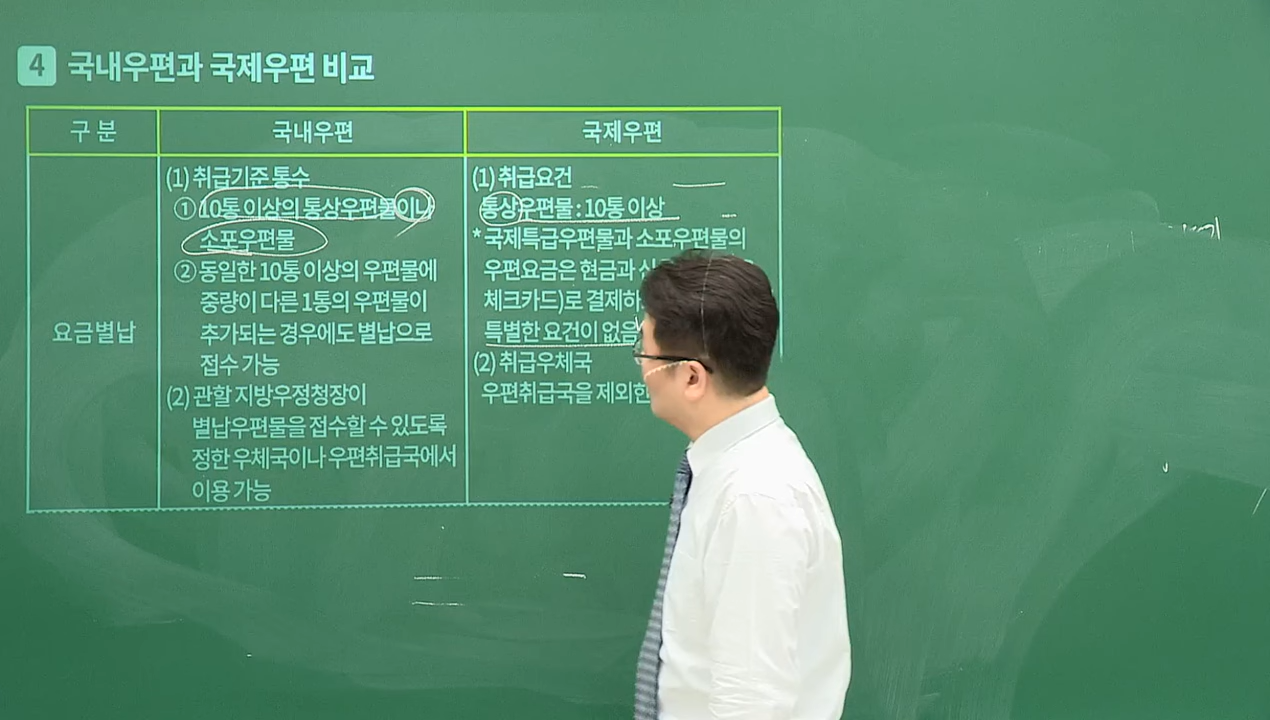 4 국내우편과 국제우편 비교
구 분
국내우편
국제우편
요금별납
(1) 취급기준 통수
① 10통 이상의 통상우편물이나
소포우편물
② 동일한 10통 이상의 우편물에
중량이 다른 1통의 우편물이
추가되는 경우에도 별납으로
접수 가능
(2) 관할 지방우정청장이
별납우편물을 접수할 수 있도록
정한 우체국이나 우편취급국에서
이용 가능
(1) 취급요건
통상우편물 : 10통 이상
* 국제특급우편물과 소포우편물의
우편요금은 현금과
체크카드)로
특별한 요건이 없음
(2) 취급우체국
우편취급국을 제외한